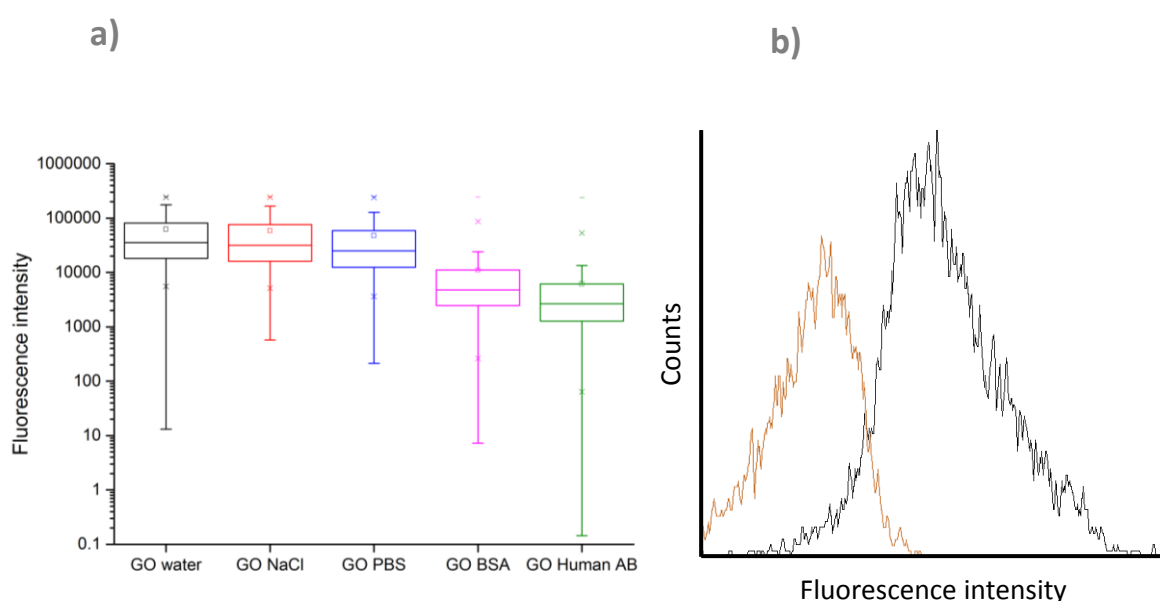 a)
b)
1000000
100000
10000
1000
100
10
1
0.1
Fluorescence intensity
GO water
GO NaCl
GO PBS
GO BSA
GO Human AB
Counts
Fluorescence intensity